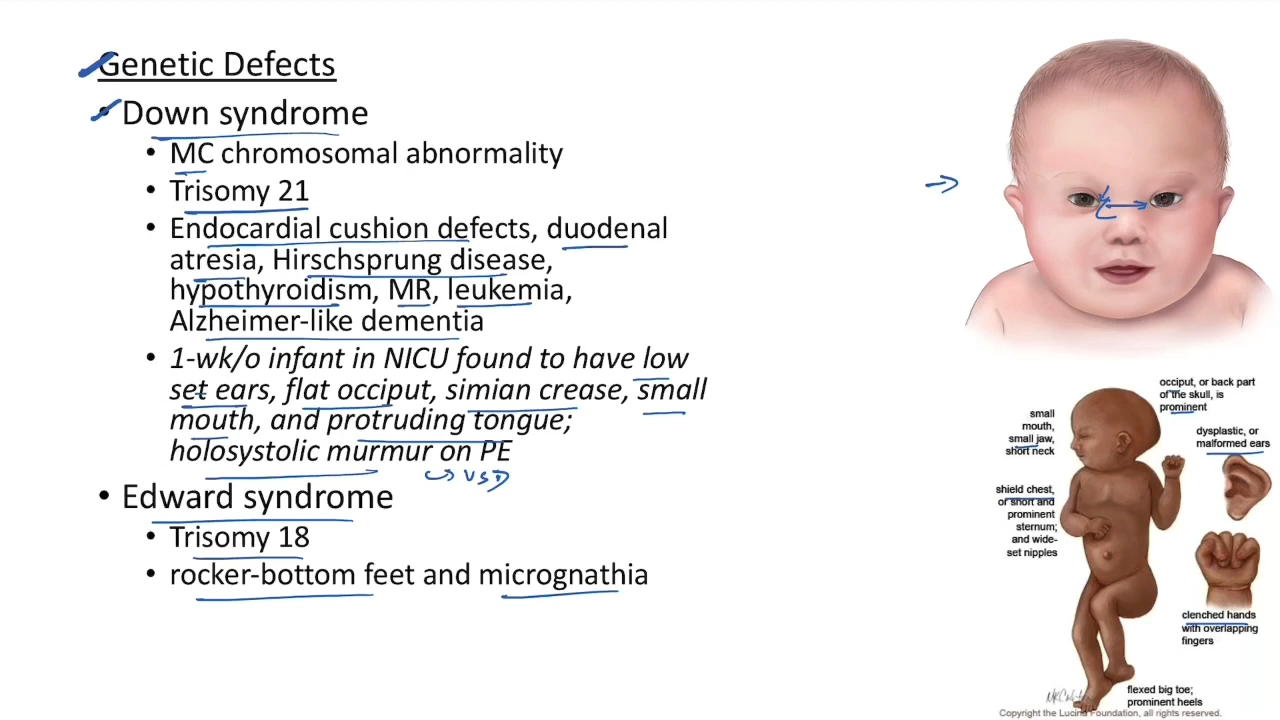 Genetic Defects
• Down syndrome
• MC chromosomal abnormality
• Trisomy 21
• Endocardial cushion defects, duodenal
atresia, Hirschsprung disease,
hypothyroidism, MR, leukemia,
Alzheimer-like dementia
• 1-wk/o infant in NICU found to have low
set ears, flat occiput, simian crease, small
mouth, and protruding tongue;
holosystolic murmur on PE
VSD
• Edward syndrome
• Trisomy 18
• rocker-bottom feet and micrognathia
occiput, or back part
of the skull, is
prominent
small
mouth,
small jaw,
short neck
dysplastic, or
malformed ears
shield chest,
or short and
prominent
sternum;
and wide-
set nipples
clenched hands
with overlapping
fingers
flexed big toe;
prominent heels
Copyright the Lucina Foundation, all rights reserved.